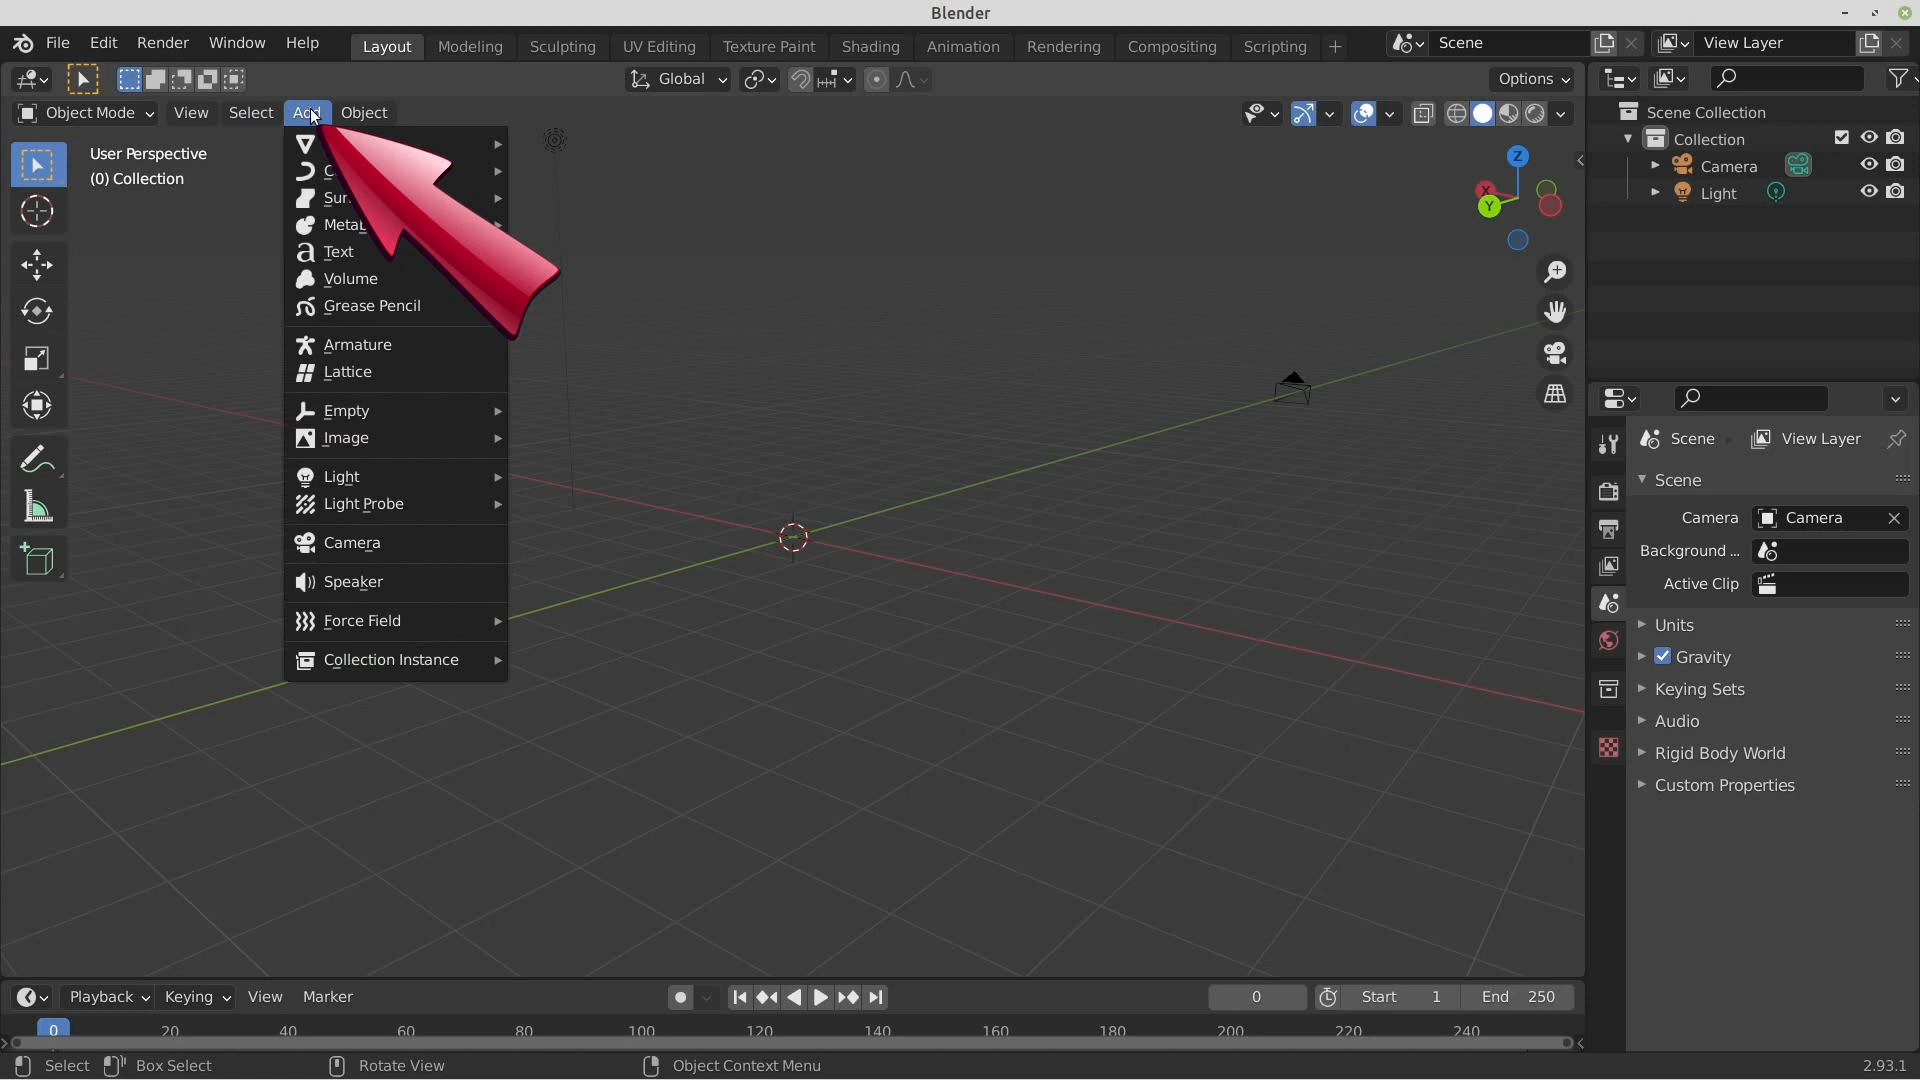 Blender
File Edit Render Window Help Layout Modeling Sculpting UV Editing Texture Paint Shading Animation Rendering Compositing Scripting + Scene View Layer
Global Options
Object Mode View Select Add Object
User Perspective
(0) Collection
Text
Volume
Grease Pencil
Armature
Lattice
Empty
Image
Light
Light Probe
Camera
Speaker
Force Field
Collection Instance
Z
X
Y
Scene Collection
Collection
Camera
Light
Scene View Layer
Scene
Camera Camera
Background ...
Active Clip
Units
Gravity
Keying Sets
Audio
Rigid Body World
Custom Properties
Playback Keying View Marker 0 Start 1 End 250
0 20 40 60 80 100 120 140 160 180 200 220 240
Select Box Select Rotate View Object Context Menu 2.93.1